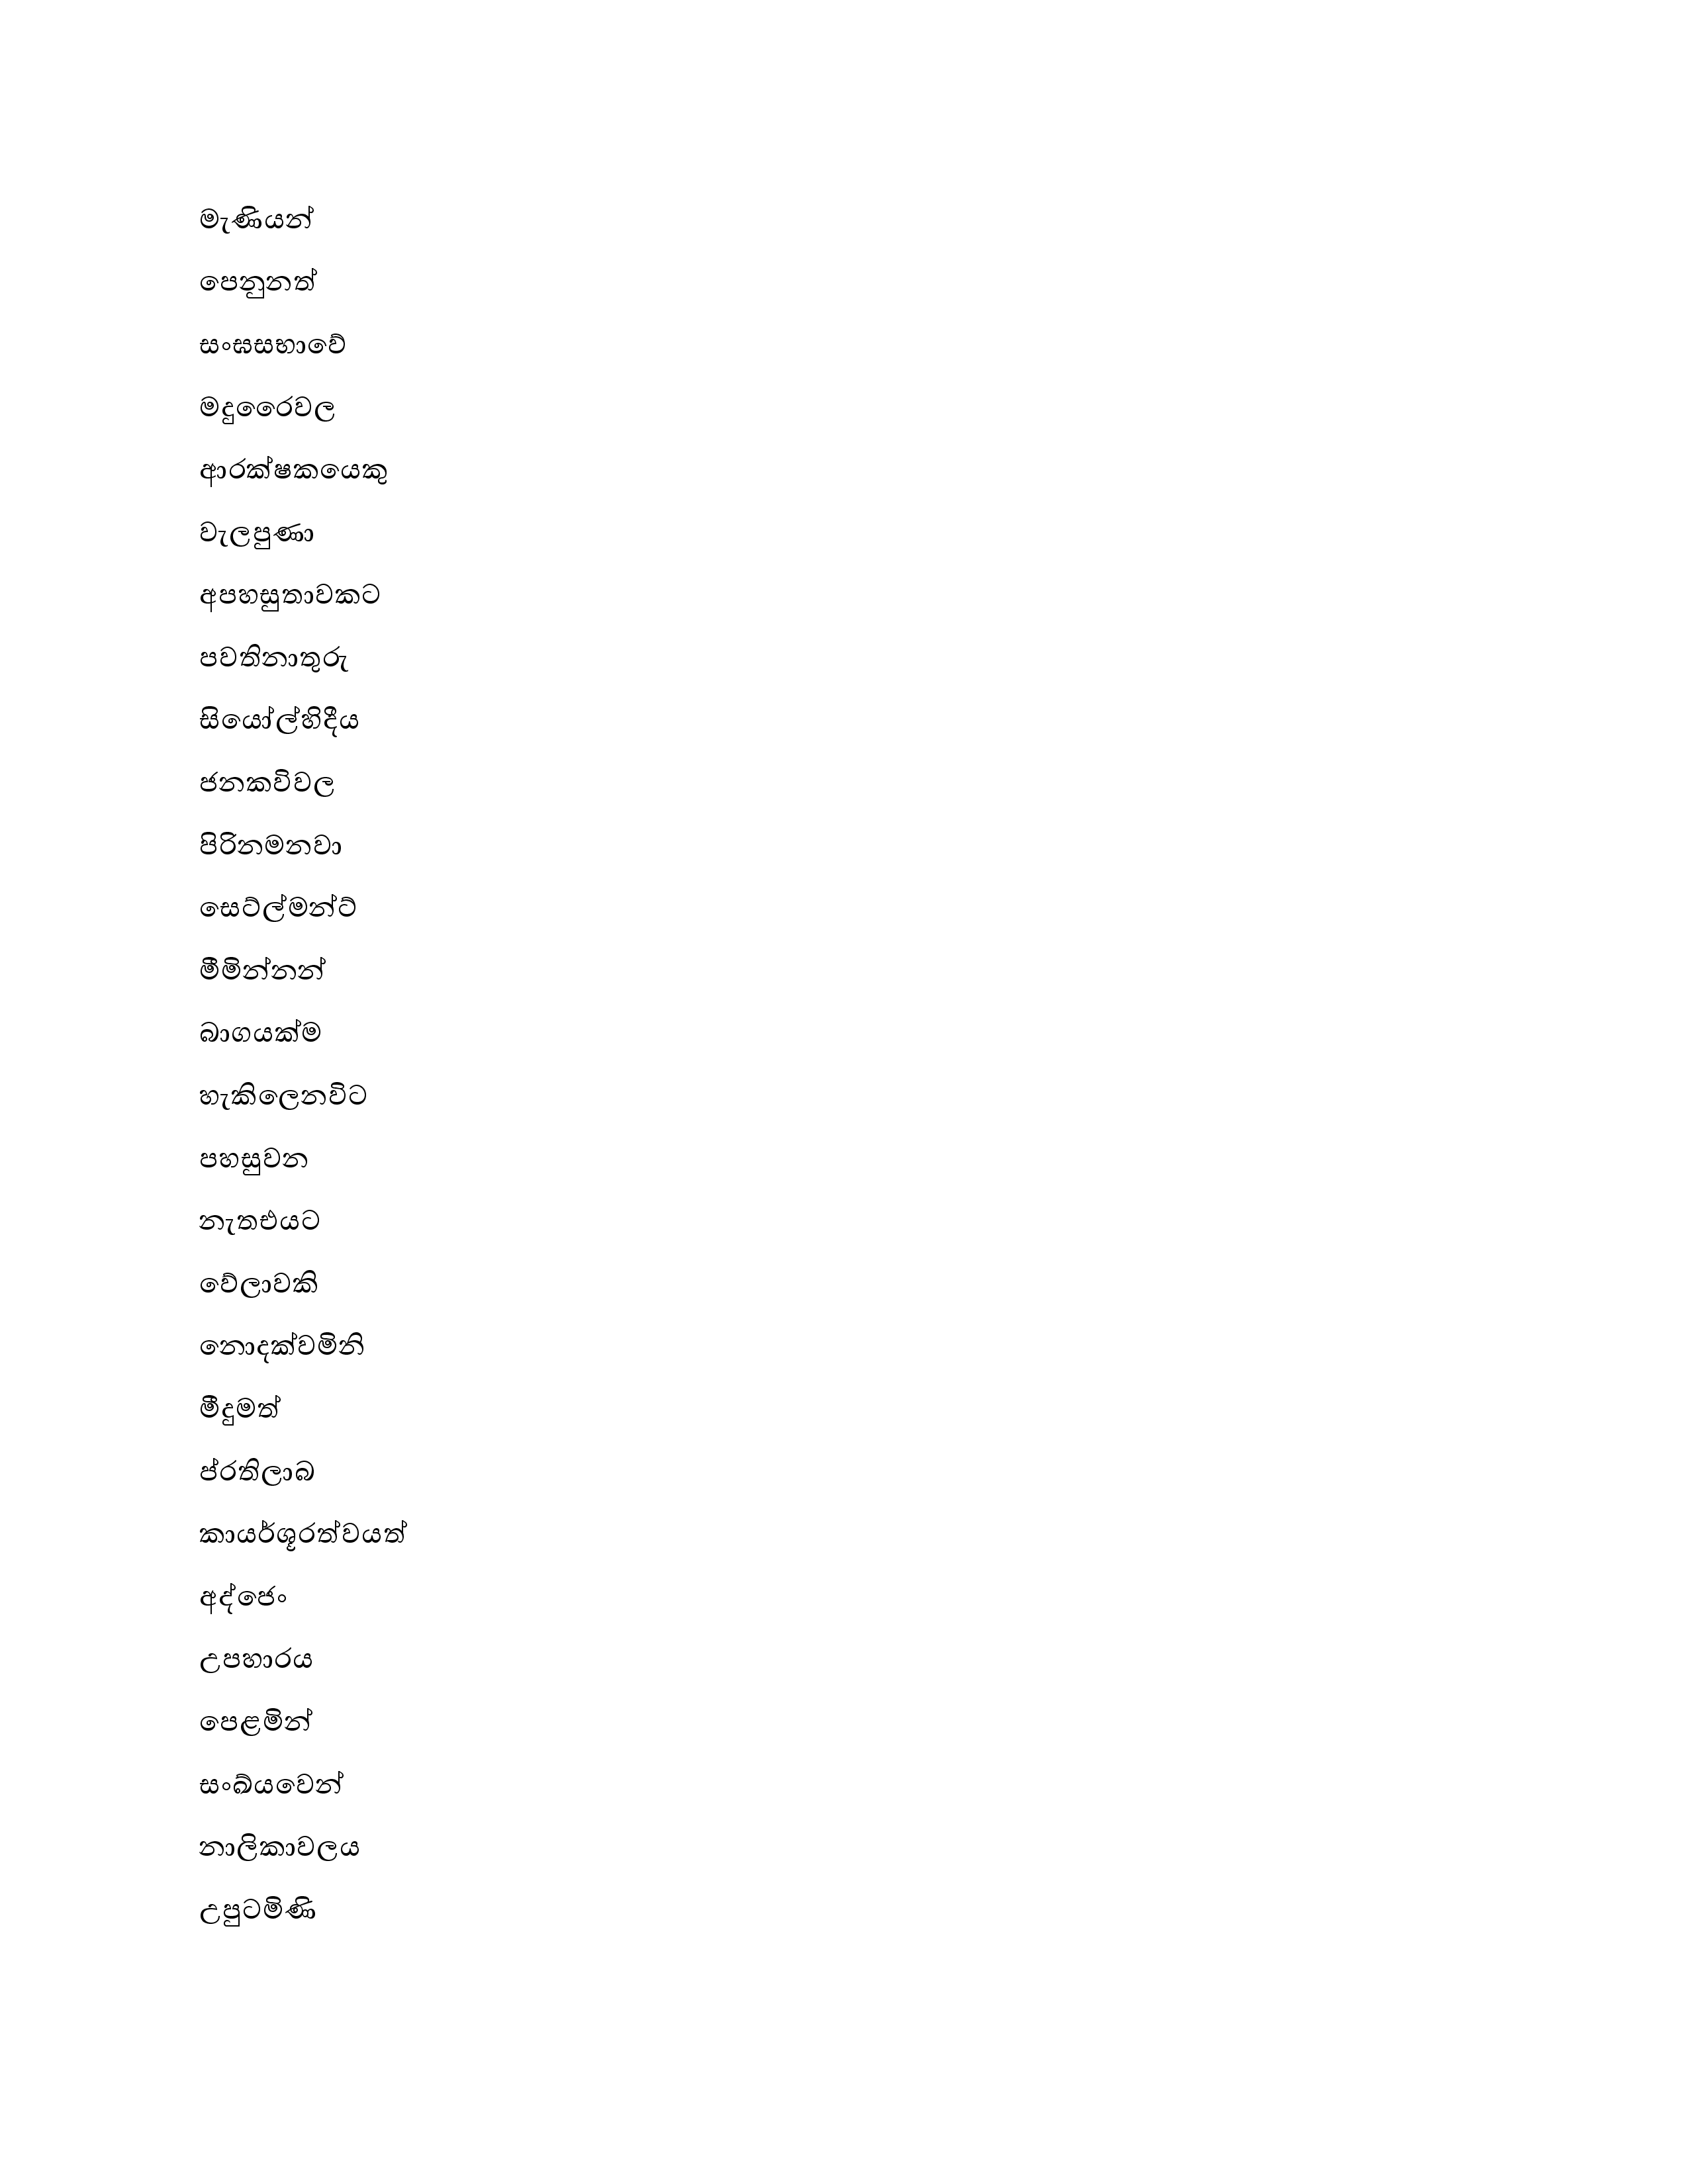 මැණියන්
පෙනුනත්
සංඝසභාවේ
මදුරෛවල
ආරක්ෂකයෙකු
වැලපුණා
අපහසුතාවකට
පවතිනාතුරු
සියෝල්හිදීය
ජනකවිවල
පිරිනමනවා
සෙට්ල්මන්ට්
මීමින්නන්
බාගයක්ම
හැකිලෙනවිට
පහසුවන
නැතඑයට
වේලාවකි
නොදක්වමිනි
මීදුමත්
ප්රතිලාබ
කායර්ශූරත්වයත්
අද්ජෙං
උපහාරය
පෙළමින්
සංඛ්යවෙන්
නාලිකාවලය
උපුටමිණි